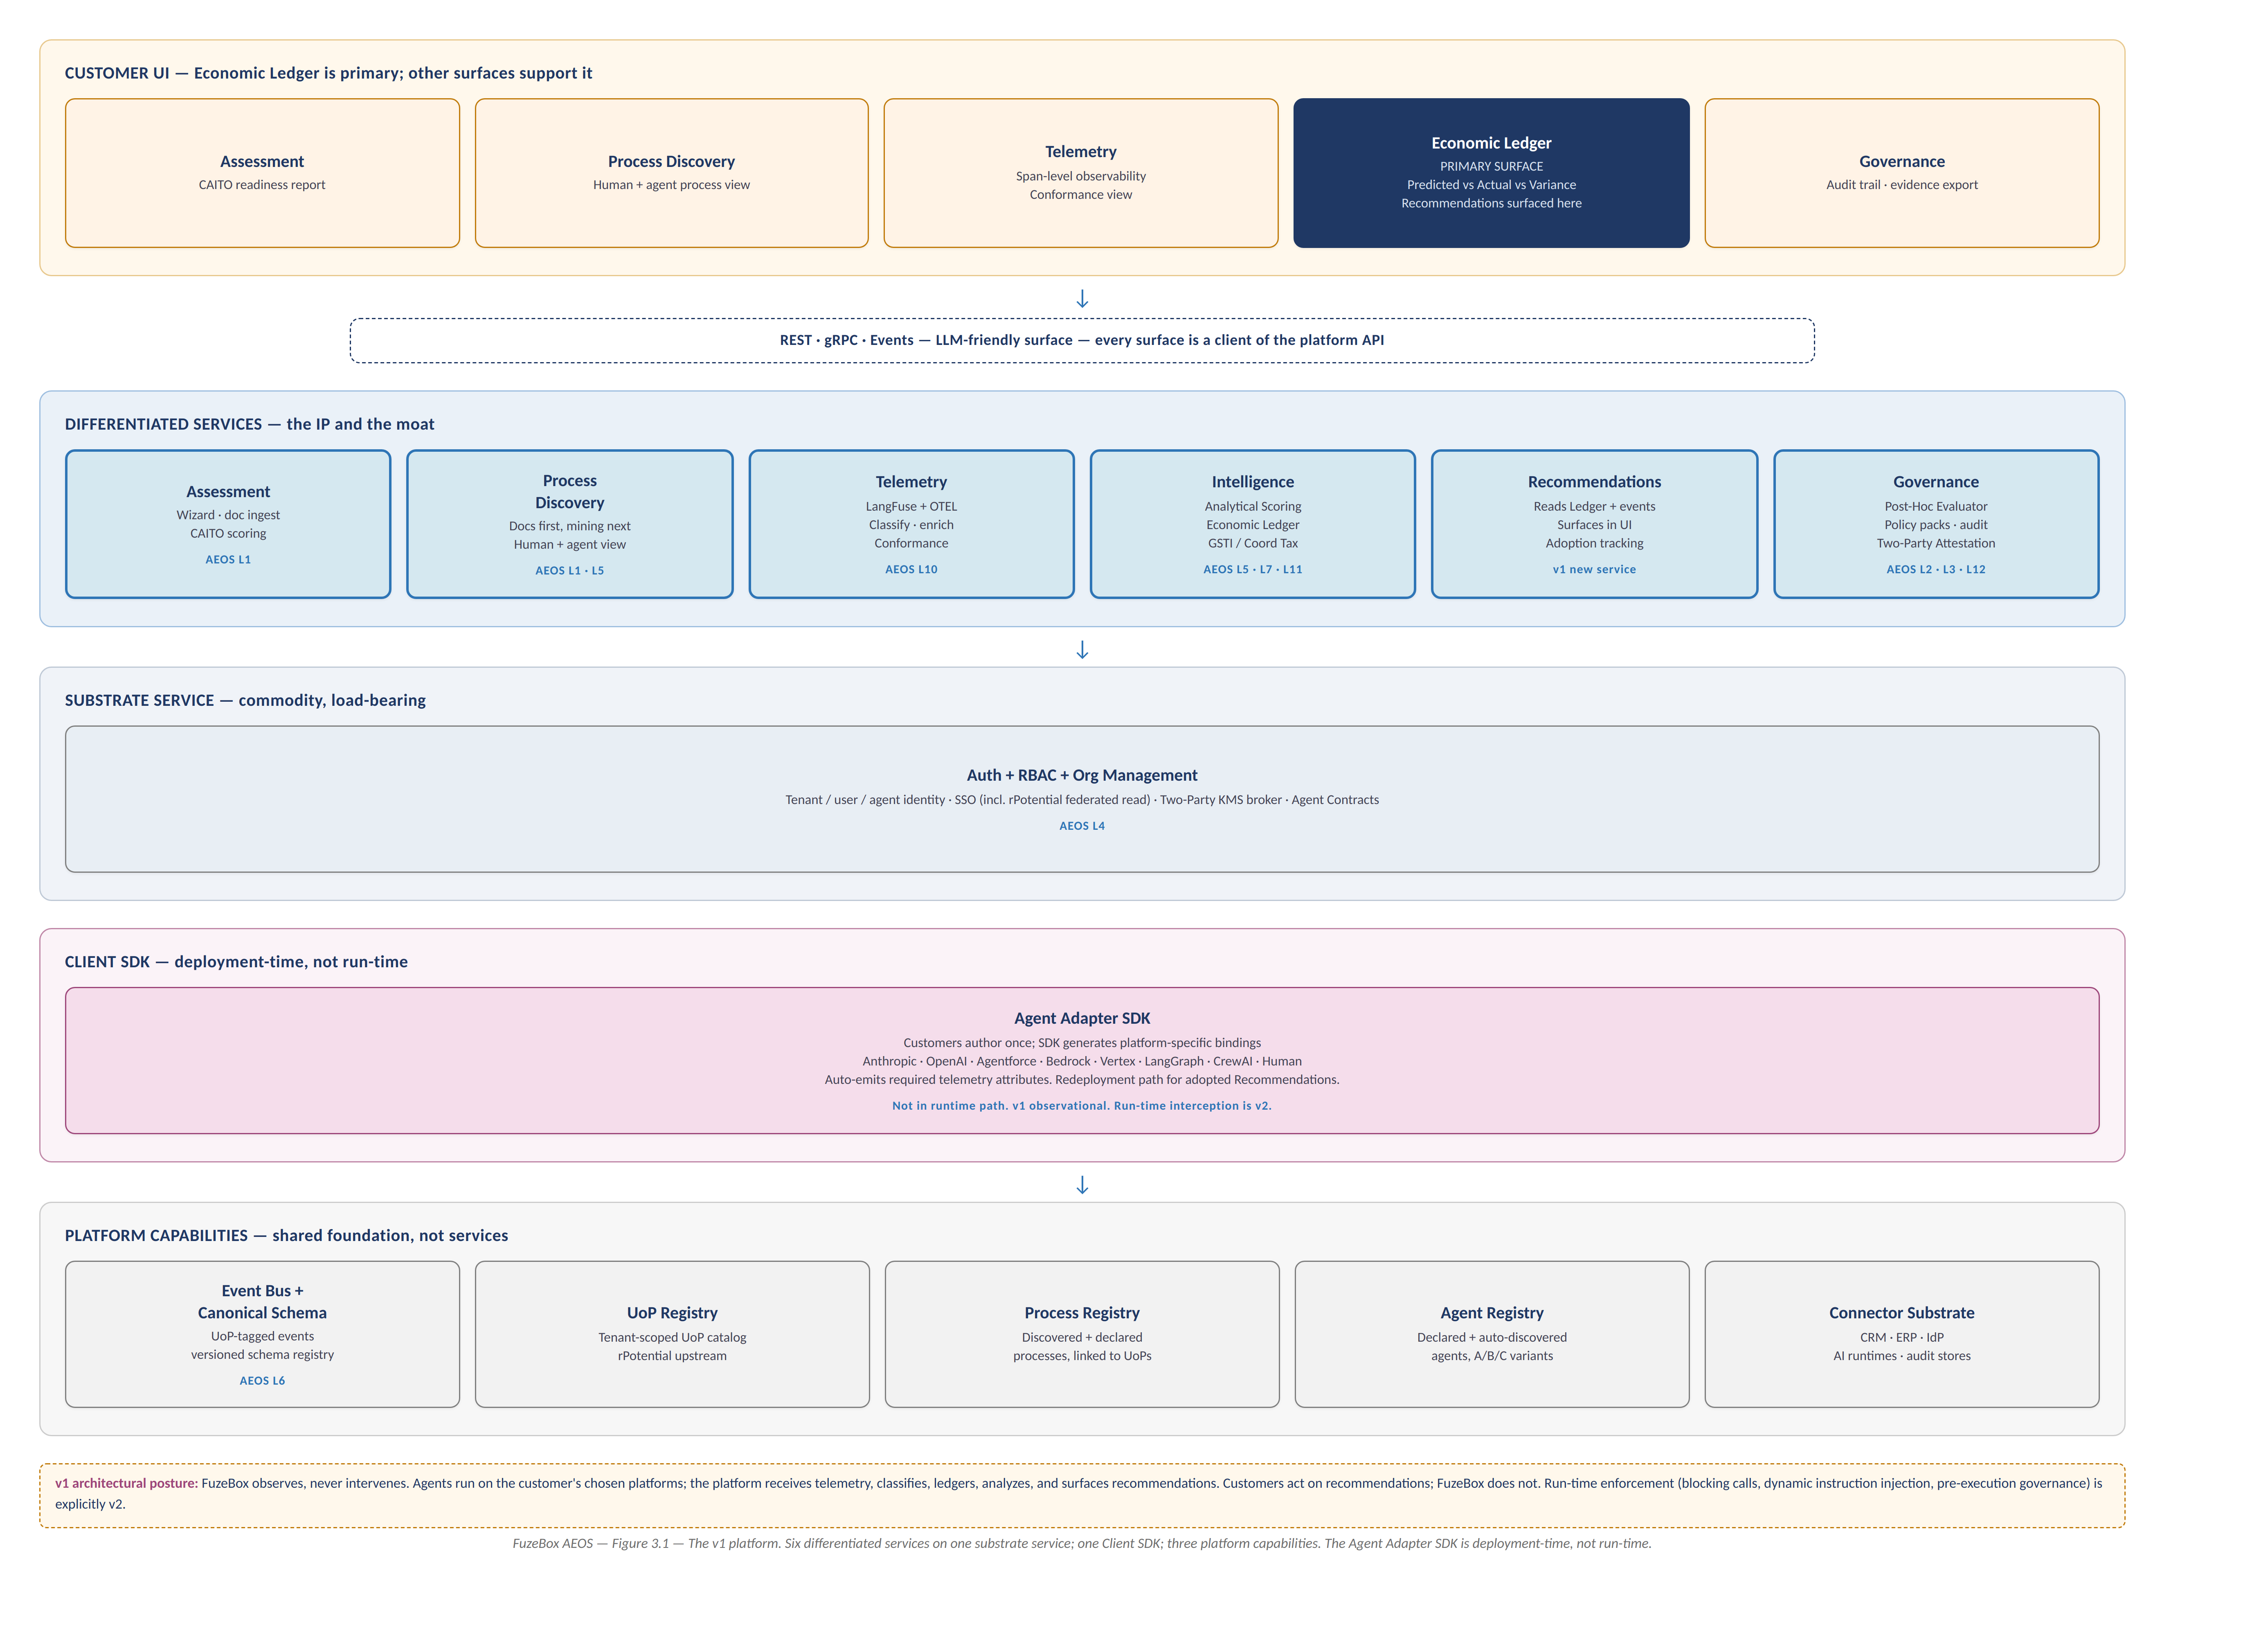 CUSTOMER UI — Economic Ledger is primary; other surfaces support it
Assessment
CAITO readiness report
Process Discovery
Human + agent process view
Telemetry
Span-level observability
Conformance view
Economic Ledger
PRIMARY SURFACE
Predicted vs Actual vs Variance
Recommendations surfaced here
Governance
Audit trail · evidence export
↓
REST · gRPC · Events — LLM-friendly surface — every surface is a client of the platform API
DIFFERENTIATED SERVICES — the IP and the moat
Assessment
Wizard · doc ingest
CAITO scoring
AEOS L1
Process
Discovery
Docs first, mining next
Human + agent view
AEOS L1 · L5
Telemetry
LangFuse + OTEL
Classify · enrich
Conformance
AEOS L10
Intelligence
Analytical Scoring
Economic Ledger
GSTI / Coord Tax
AEOS L5 · L7 · L11
Recommendations
Reads Ledger + events
Surfaces in UI
Adoption tracking
v1 new service
Governance
Post-Hoc Evaluator
Policy packs · audit
Two-Party Attestation
AEOS L2 · L3 · L12
↓
SUBSTRATE SERVICE — commodity, load-bearing
Auth + RBAC + Org Management
Tenant / user / agent identity · SSO (incl. rPotential federated read) · Two-Party KMS broker · Agent Contracts
AEOS L4
CLIENT SDK — deployment-time, not run-time
Agent Adapter SDK
Customers author once; SDK generates platform-specific bindings
Anthropic · OpenAI · Agentforce · Bedrock · Vertex · LangGraph · CrewAI · Human
Auto-emits required telemetry attributes. Redeployment path for adopted Recommendations.
Not in runtime path. v1 observational. Run-time interception is v2.
↓
PLATFORM CAPABILITIES — shared foundation, not services
Event Bus +
Canonical Schema
UoP-tagged events
versioned schema registry
AEOS L6
UoP Registry
Tenant-scoped UoP catalog
rPotential upstream
Process Registry
Discovered + declared
processes, linked to UoPs
Agent Registry
Declared + auto-discovered
agents, A/B/C variants
Connector Substrate
CRM · ERP · IdP
AI runtimes · audit stores
v1 architectural posture: FuzeBox observes, never intervenes. Agents run on the customer's chosen platforms; the platform receives telemetry, classifies, ledgers, analyzes, and surfaces recommendations. Customers act on recommendations; FuzeBox does not. Run-time enforcement (blocking calls, dynamic instruction injection, pre-execution governance) is
explicitly v2.
FuzeBox AEOS — Figure 3.1 — The v1 platform. Six differentiated services on one substrate service; one Client SDK; three platform capabilities. The Agent Adapter SDK is deployment-time, not run-time.